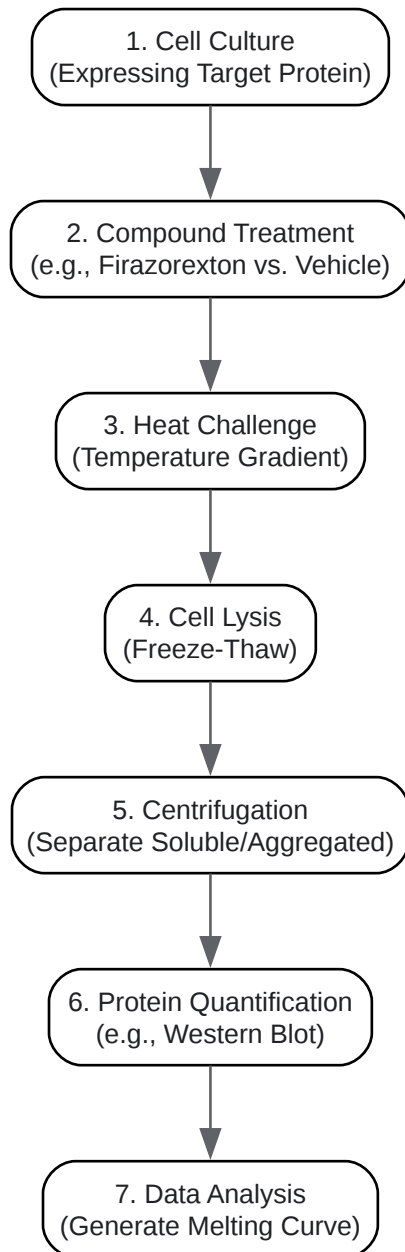 1. Cell Culture
(Expressing Target Protein)
2. Compound Treatment
(e.g., Firazorexton vs. Vehicle)
3. Heat Challenge
(Temperature Gradient)
4. Cell Lysis
(Freeze-Thaw)
5. Centrifugation
(Separate Soluble/Aggregated)
6. Protein Quantification
(e.g., Western Blot)
7. Data Analysis
(Generate Melting Curve)